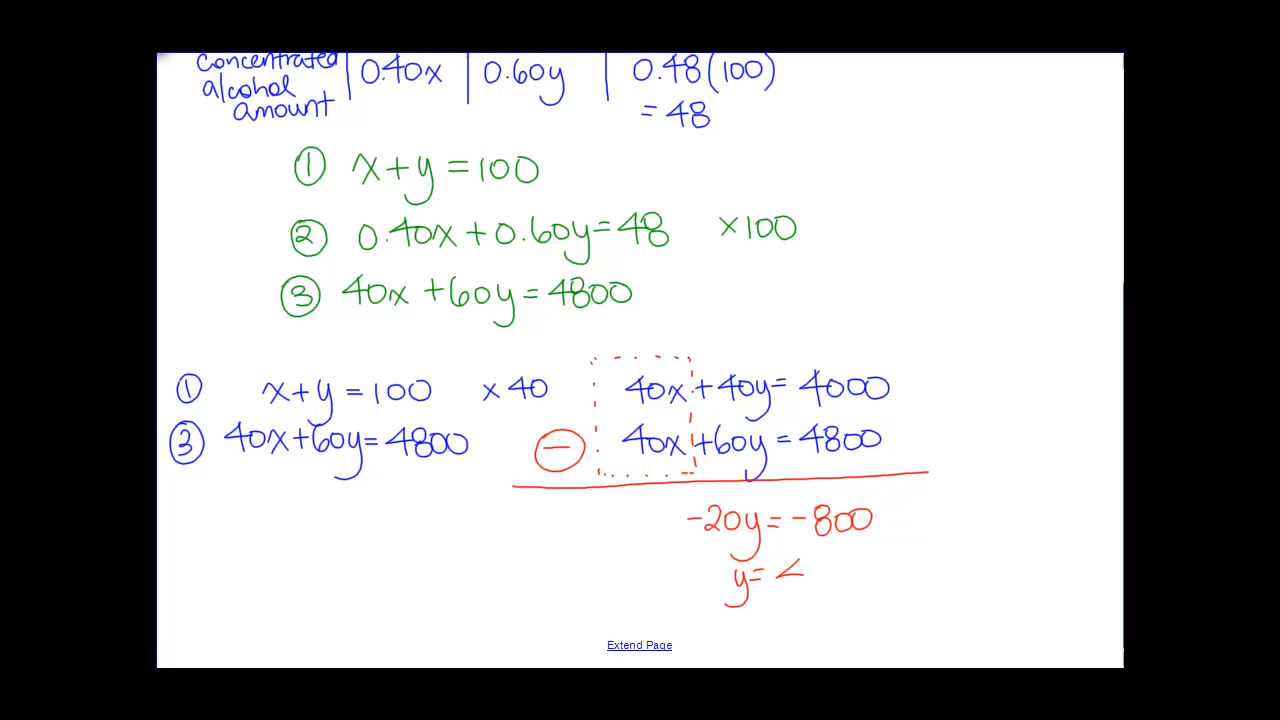 concentrated 0.40x 0.60y 0.48(100)
alcohol
amount = 48
① x+y=100
② 0.40x+0.60y=48 ×100
③ 40x+60y=4800
① x+y=100 ×40 40x+40y=4000
③ 40x+60y=4800 − 40x+60y=4800
-20y=-800
y=
Extend Page